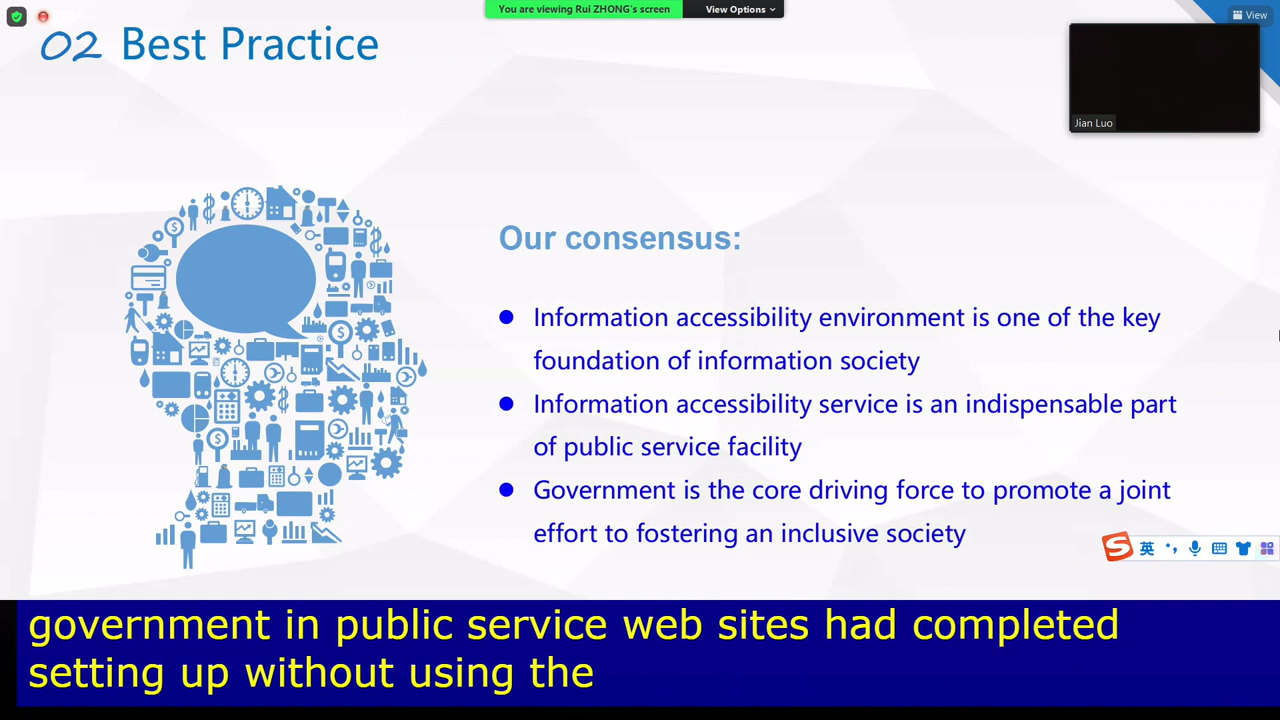 You are viewing Rui ZHONG's screen
View Options
View
02 Best Practice
Jian Luo
Our consensus:
Information accessibility environment is one of the key
foundation of information society
Information accessibility service is an indispensable part
of public service facility
Government is the core driving force to promote a joint
effort to fostering an inclusive society
英
government in public service web sites had completed
setting up without using the